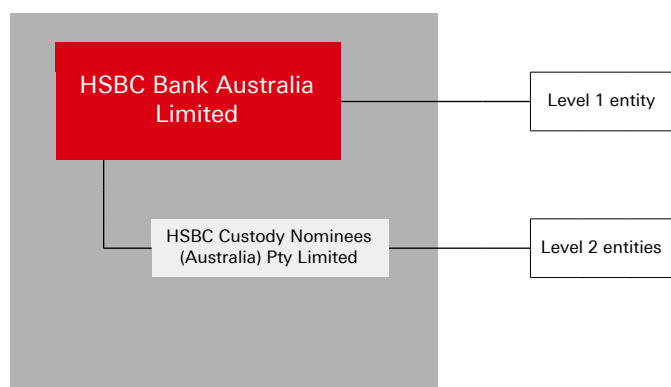 HSBC Bank Australia
Limited
Level 1 entity
HSBC Custody Nominees
(Australia) Pty Limited
Level 2 entities